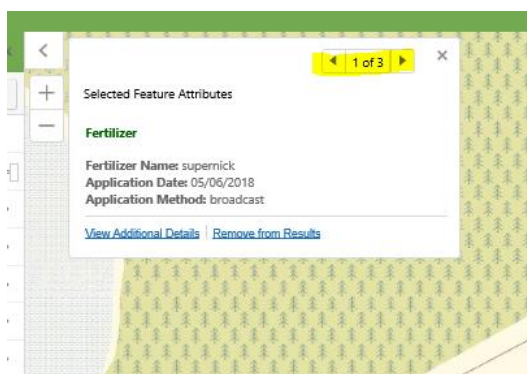 1 of 3
Selected Feature Attributes
Fertilizer
Fertilizer Name: supernick
Application Date: 05/06/2018
Application Method: broadcast
View Additional Details | Remove from Results